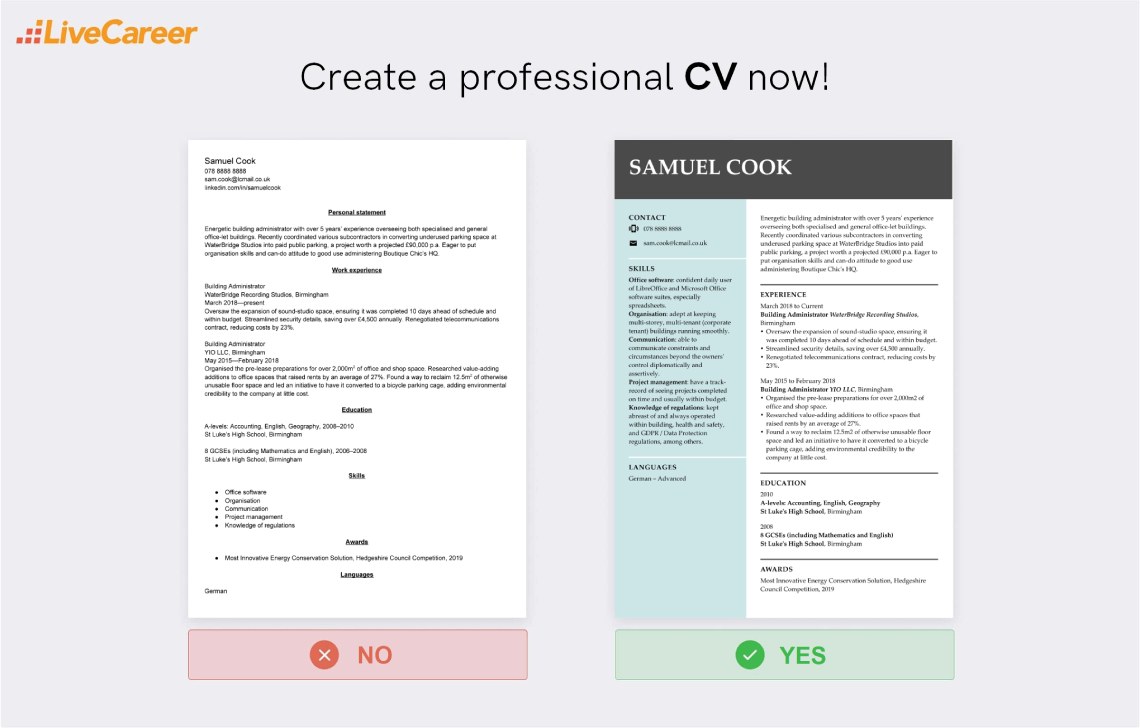 LiveCareer
Create a professional CV now!
Samuel Cook
078 8888 8888
sam.cook@lcmail.co.uk
linkedin.com/in/samuelcook
Personal statement
Energetic building administrator with over 5 years' experience overseeing both specialised and general
office-let buildings. Recently coordinated various subcontractors in converting underused parking space at
WaterBridge Studios into paid public parking, a project worth a projected £90,000 p.a. Eager to put
organisation skills and can-do attitude to good use administering Boutique Chic's HQ.
Work experience
Building Administrator
WaterBridge Recording Studios, Birmingham
March 2018—present
Oversaw the expansion of sound-studio space, ensuring it was completed 10 days ahead of schedule and
within budget. Streamlined security details, saving over £4,500 annually. Renegotiated telecommunications
contract, reducing costs by 23%.
Building Administrator
YIO LLC, Birmingham
May 2015—February 2018
Organised the pre-lease preparations for over 2,000m² of office and shop space. Researched value-adding
additions to office spaces that raised rents by an average of 27%. Found a way to reclaim 12.5m² of otherwise
unusable floor space and led an initiative to have it converted to a bicycle parking cage, adding environmental
credibility to the company at little cost.
Education
A-levels: Accounting, English, Geography, 2008–2010
St Luke's High School, Birmingham
8 GCSEs (including Mathematics and English), 2006–2008
St Luke's High School, Birmingham
Skills
● Office software
● Organisation
● Communication
● Project management
● Knowledge of regulations
Awards
● Most Innovative Energy Conservation Solution, Hedgeshire Council Competition, 2019
Languages
German
NO
SAMUEL COOK
CONTACT
078 8888 8888
sam.cook@lcmail.co.uk
SKILLS
Office software: confident daily user
of LibreOffice and Microsoft Office
software suites, especially
spreadsheets.
Organisation: adept at keeping
multi-storey, multi-tenant (corporate
tenant) buildings running smoothly.
Communication: able to
communicate constraints and
circumstances beyond the owners'
control diplomatically and
assertively.
Project management: have a track-
record of seeing projects completed
on time and usually within budget.
Knowledge of regulations: kept
abreast of and always operated
within building, health and safety,
and GDPR / Data Protection
regulations, among others.
LANGUAGES
German – Advanced
Energetic building administrator with over 5 years' experience
overseeing both specialised and general office-let buildings.
Recently coordinated various subcontractors in converting
underused parking space at WaterBridge Studios into paid
public parking, a project worth a projected £90,000 p.a. Eager to
put organisation skills and can-do attitude to good use
administering Boutique Chic's HQ.
EXPERIENCE
March 2018 to Current
Building Administrator WaterBridge Recording Studios,
Birmingham
• Oversaw the expansion of sound-studio space, ensuring it
was completed 10 days ahead of schedule and within budget.
• Streamlined security details, saving over £4,500 annually.
• Renegotiated telecommunications contract, reducing costs by
23%.
May 2015 to February 2018
Building Administrator YIO LLC, Birmingham
• Organised the pre-lease preparations for over 2,000m2 of
office and shop space.
• Researched value-adding additions to office spaces that
raised rents by an average of 27%.
• Found a way to reclaim 12.5m2 of otherwise unusable floor
space and led an initiative to have it converted to a bicycle
parking cage, adding environmental credibility to the
company at little cost.
EDUCATION
2010
A-levels: Accounting, English, Geography
St Luke's High School, Birmingham
2008
8 GCSEs (including Mathematics and English)
St Luke's High School, Birmingham
AWARDS
Most Innovative Energy Conservation Solution, Hedgeshire
Council Competition, 2019
YES